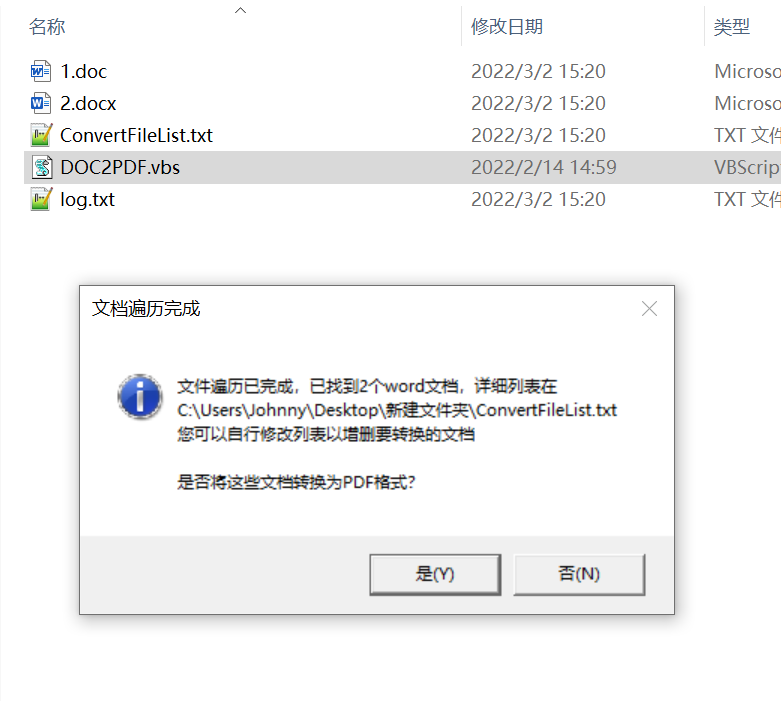 名称 修改日期 类型
1.doc 2022/3/2 15:20 Microso
2.docx 2022/3/2 15:20 Microso
ConvertFileList.txt 2022/3/2 15:20 TXT 文件
DOC2PDF.vbs 2022/2/14 14:59 VBScrip
log.txt 2022/3/2 15:20 TXT 文件
文档遍历完成
文件遍历已完成，已找到2个word文档，详细列表在
C:\Users\Johnny\Desktop\新建文件夹\ConvertFileList.txt
您可以自行修改列表以增删要转换的文档
是否将这些文档转换为PDF格式?
是(Y) 否(N)